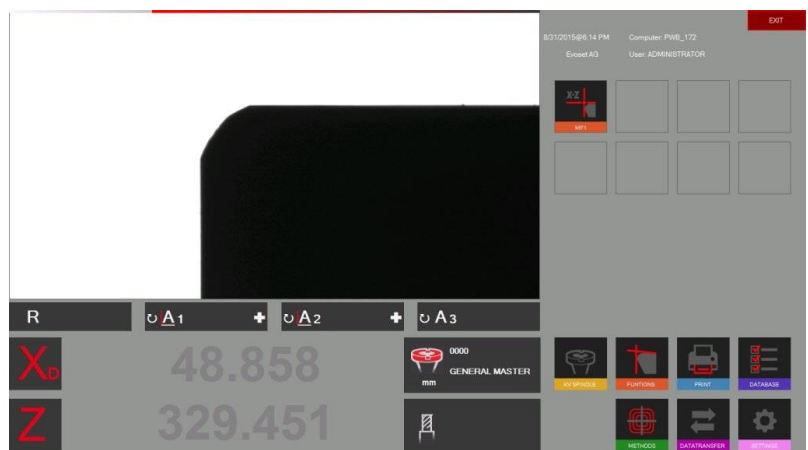 EXIT
8/31/2015@6:14 PM Computer: PWB_172
Evoset AG User: ADMINISTRATOR
X-Z
MF1
R
A1
A2
A3
XD
48.858
0000
GENERAL MASTER
mm
Z
329.451
KV SPINDLE
FUNTIONS
PRINT
DATABASE
METHODS
DATATRANSFER
SETTINGS